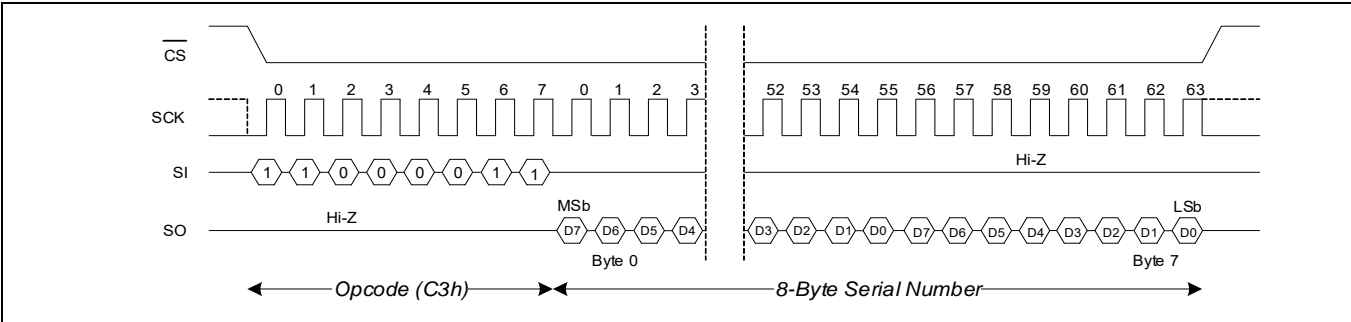 CS
0 1 2 3 4 5 6 7 0 1 2 3 52 53 54 55 56 57 58 59 60 61 62 63
SCK
Hi-Z
SI 1 1 0 0 0 0 1 1
MSb LSb
Hi-Z
SO D7 D6 D5 D4 D3 D2 D1 D0 D7 D6 D5 D4 D3 D2 D1 D0
Byte 0 Byte 7
Opcode (C3h) 8-Byte Serial Number